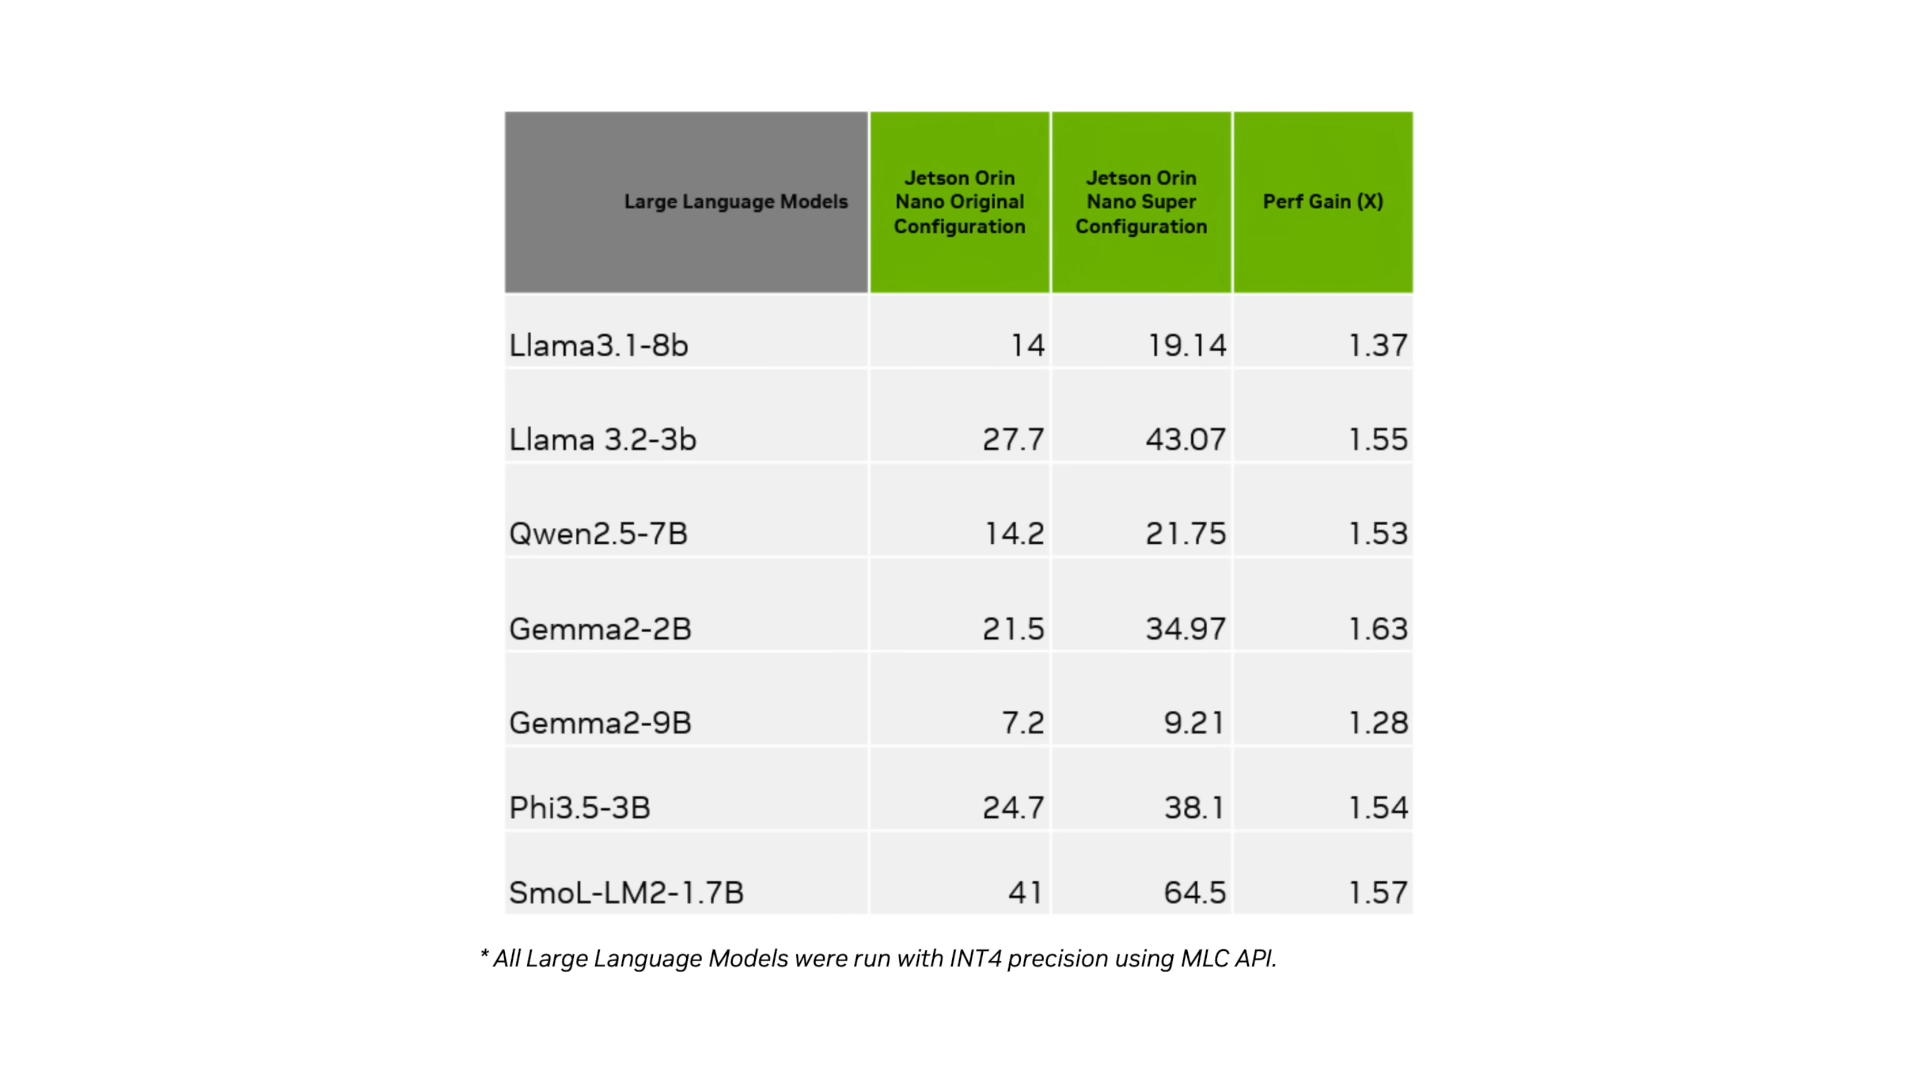 Large Language Models
Jetson Orin
Nano Original
Configuration
Jetson Orin
Nano Super
Configuration
Perf Gain (X)
Llama3.1-8b 14 19.14 1.37
Llama 3.2-3b 27.7 43.07 1.55
Qwen2.5-7B 14.2 21.75 1.53
Gemma2-2B 21.5 34.97 1.63
Gemma2-9B 7.2 9.21 1.28
Phi3.5-3B 24.7 38.1 1.54
SmoL-LM2-1.7B 41 64.5 1.57
* All Large Language Models were run with INT4 precision using MLC API.